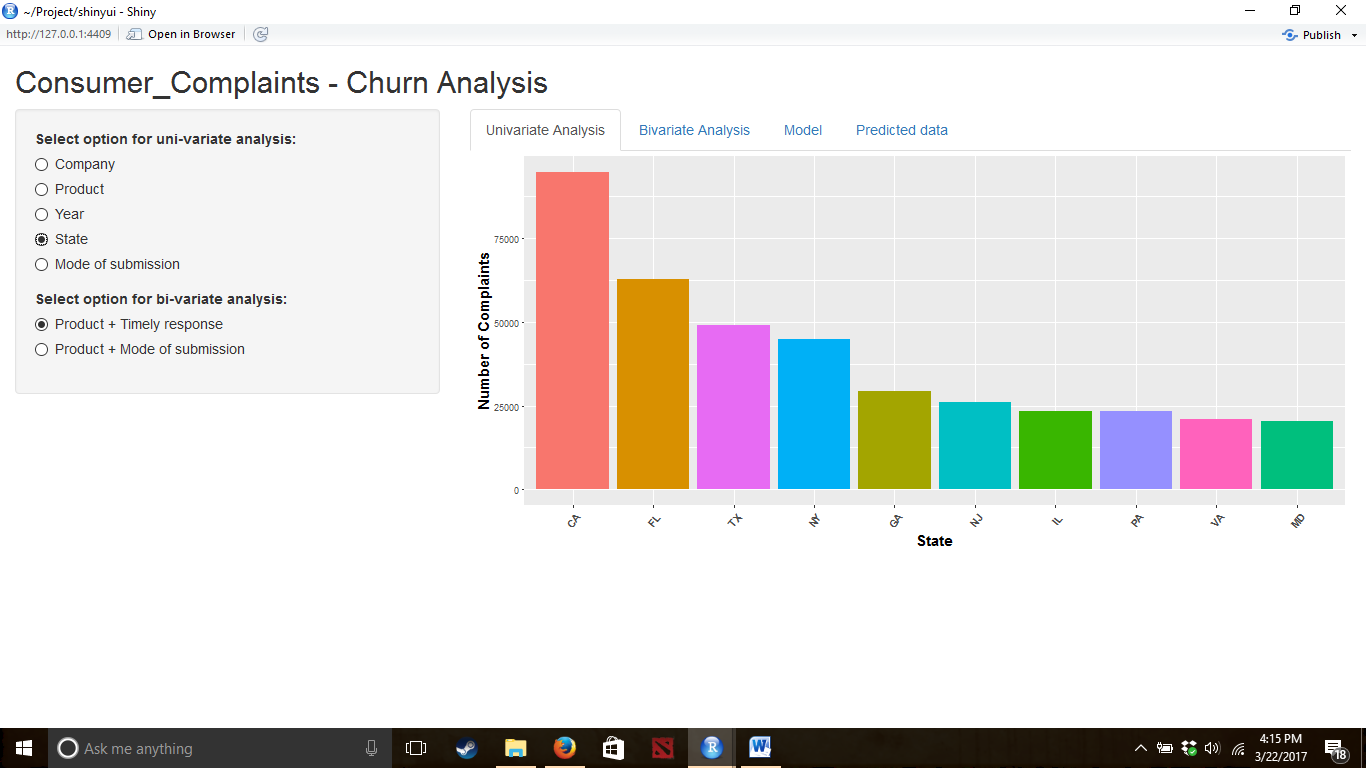 ~/Project/shinyui - Shiny
http://127.0.0.1:4409
Open in Browser
Publish
Consumer_Complaints - Churn Analysis
Select option for uni-variate analysis:
Company
Product
Year
State
Mode of submission
Select option for bi-variate analysis:
Product + Timely response
Product + Mode of submission
Univariate Analysis
Bivariate Analysis
Model
Predicted data
Number of Complaints
75000
50000
25000
0
CA
FL
TX
NY
GA
NJ
IL
PA
VA
MD
State
Ask me anything
4:15 PM
3/22/2017
18